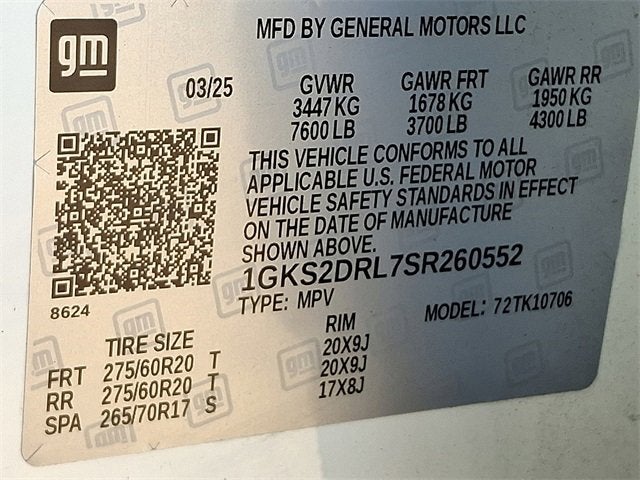 gm
MFD BY GENERAL MOTORS LLC
03/25
GVWR GAWR FRT GAWR RR
3447 KG 1678 KG 1950 KG
7600 LB 3700 LB 4300 LB
THIS VEHICLE CONFORMS TO ALL
APPLICABLE U.S. FEDERAL MOTOR
VEHICLE SAFETY STANDARDS IN EFFECT
ON THE DATE OF MANUFACTURE
SHOWN ABOVE.
1GKS2DRL7SR260552
8624
TYPE: MPV MODEL: 72TK10706
TIRE SIZE RIM
FRT 275/60R20 T 20X9J
RR 275/60R20 T 20X9J
SPA 265/70R17 S 17X8J